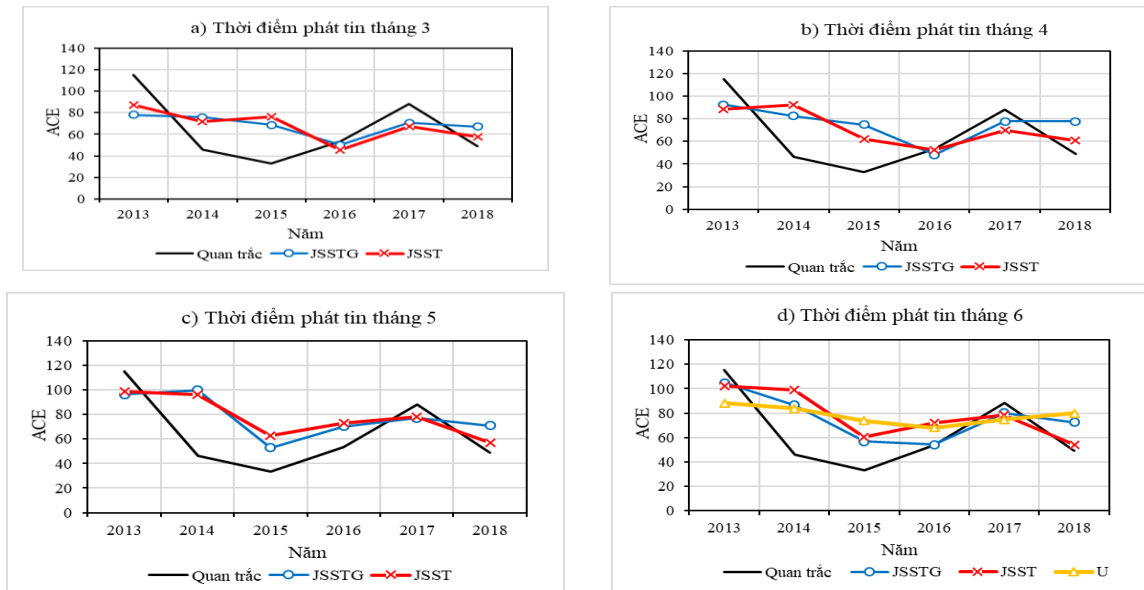 a) Thời điểm phát tin tháng 3
140
120
100
80
60
40
20
0
ACE
2013 2014 2015 2016 2017 2018
Năm
Quan trắc JSSTG JSST
b) Thời điểm phát tin tháng 4
140
120
100
80
60
40
20
0
ACE
2013 2014 2015 2016 2017 2018
Năm
Quan trắc JSSTG JSST
c) Thời điểm phát tin tháng 5
140
120
100
80
60
40
20
0
ACE
2013 2014 2015 2016 2017 2018
Năm
Quan trắc JSSTG JSST
d) Thời điểm phát tin tháng 6
140
120
100
80
60
40
20
0
ACE
2013 2014 2015 2016 2017 2018
Năm
Quan trắc JSSTG JSST U